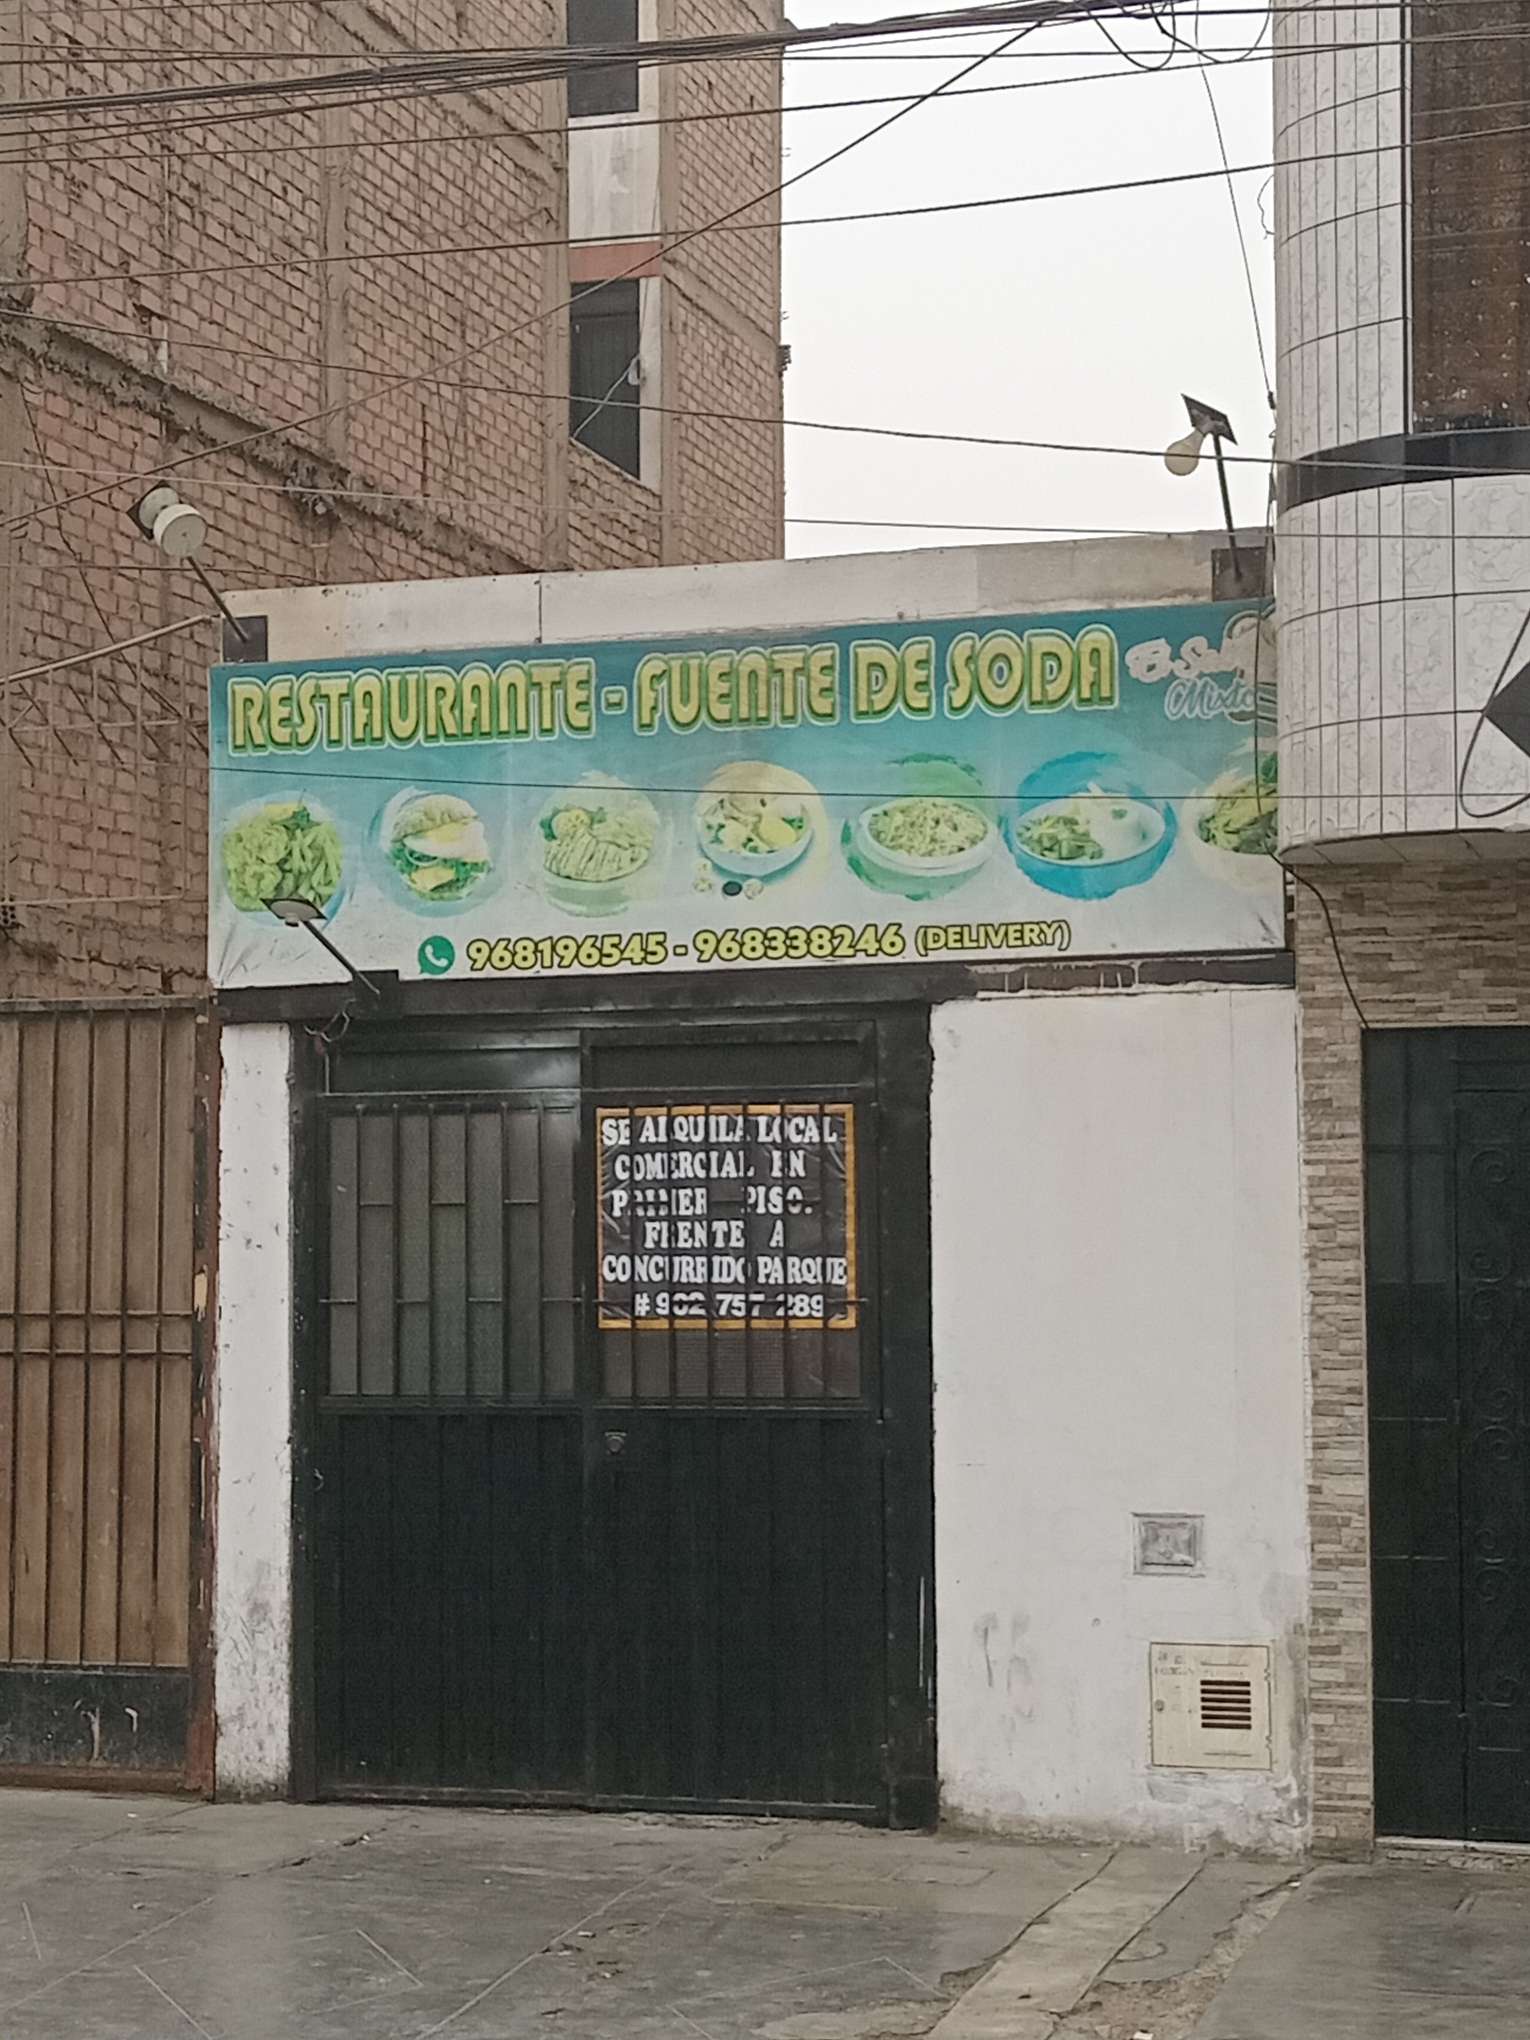 RESTAURANTE - FUENTE DE SODA
Mixto
968196545 - 968338246 (DELIVERY)
SE ALQUILA LOCAL
COMERCIAL EN
PRIMER PISO.
FRENTE A
CONCURRIDO PARQUE
# 902 757 289